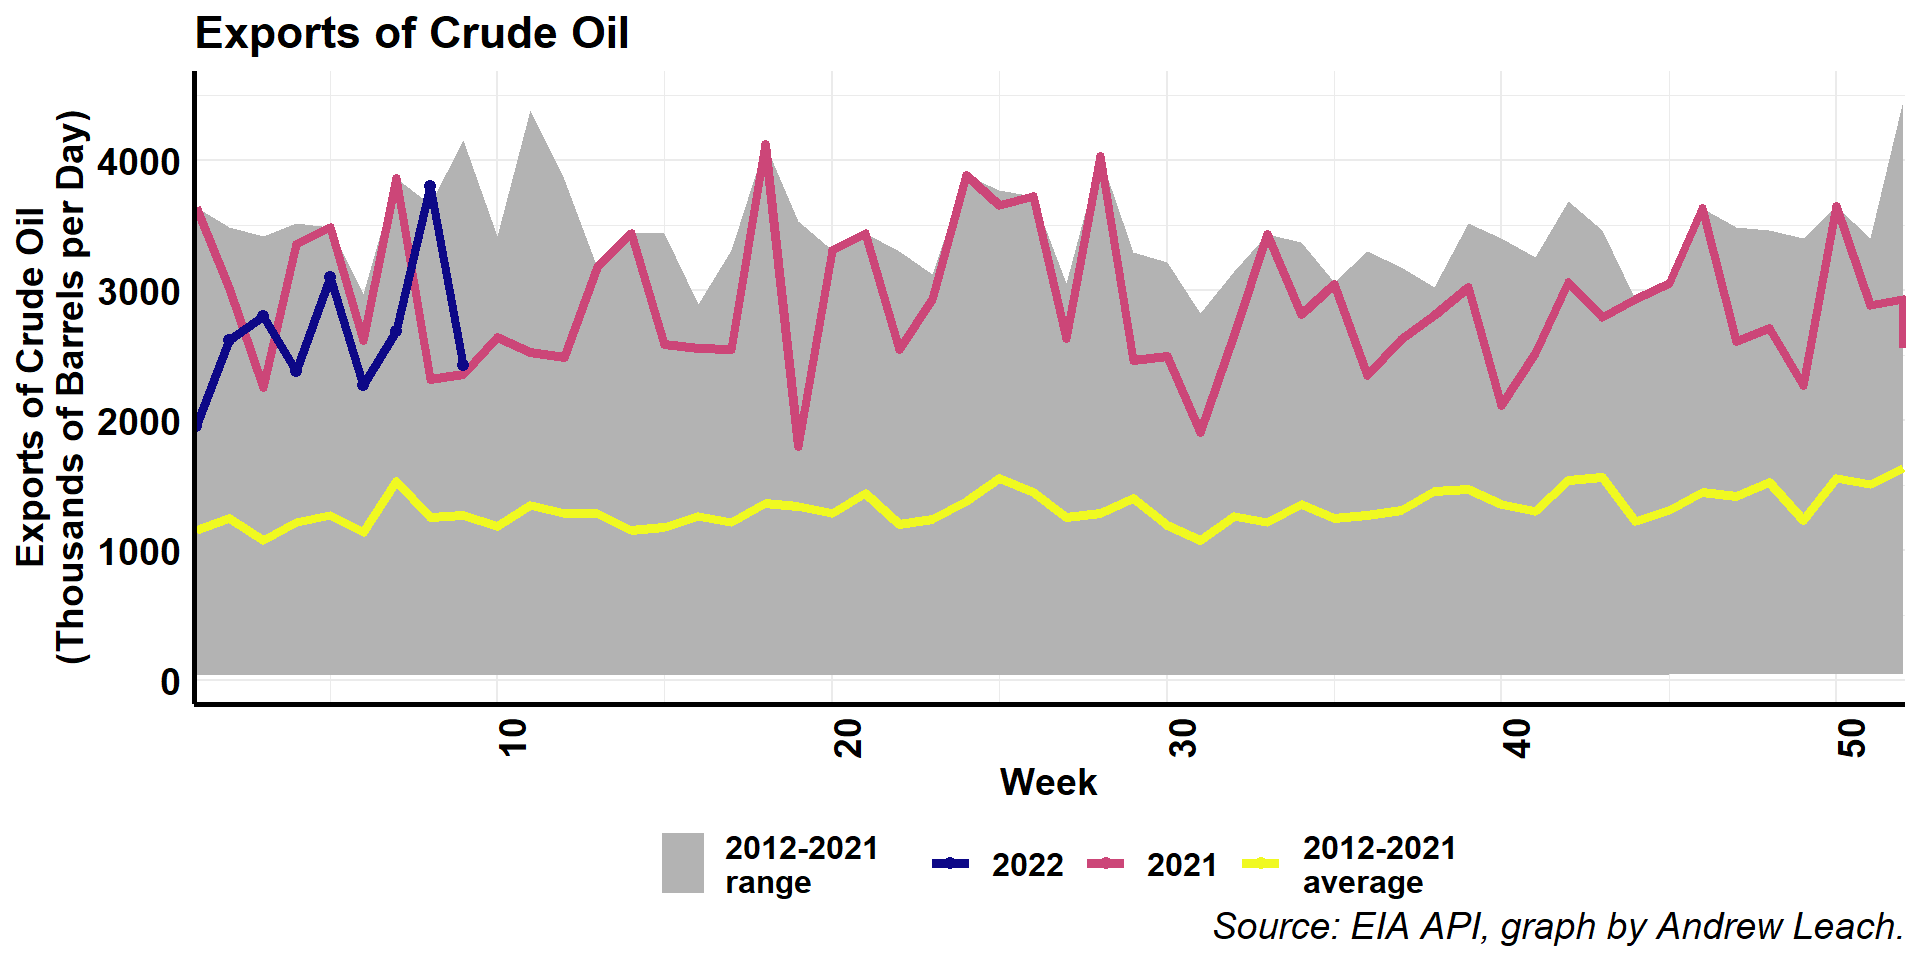 Exports of Crude Oil
Exports of Crude Oil
(Thousands of Barrels per Day)
4000
3000
2000
1000
0
10
20
30
40
50
Week
2012-2021
range
2022
2021
2012-2021
average
Source: EIA API, graph by Andrew Leach.